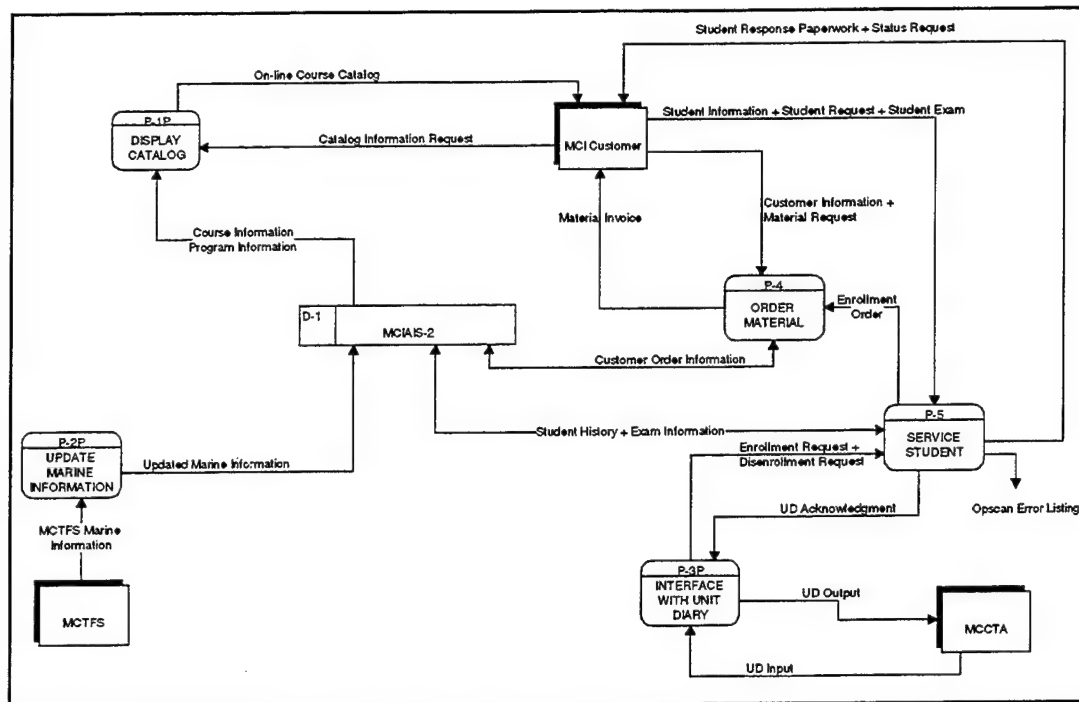 Student Response Paperwork + Status Request
On-line Course Catalog
P-1P
DISPLAY
CATALOG
Catalog Information Request
MCI Customer
Student Information + Student Request + Student Exam
Material Invoice
Customer Information +
Material Request
Course Information
Program Information
P-4
ORDER
MATERIAL
Enrollment
Order
D-1
MCIAIS-2
Customer Order Information
P-5
SERVICE
STUDENT
Student History + Exam Information
P-2P
UPDATE
MARINE
INFORMATION
Updated Marine Information
Enrollment Request +
Disenrollment Request
Opscan Error Listing
UD Acknowledgment
MCTFS Marine
Information
MCTFS
P-3P
INTERFACE
WITH UNIT
DIARY
UD Output
MCCTA
UD Input